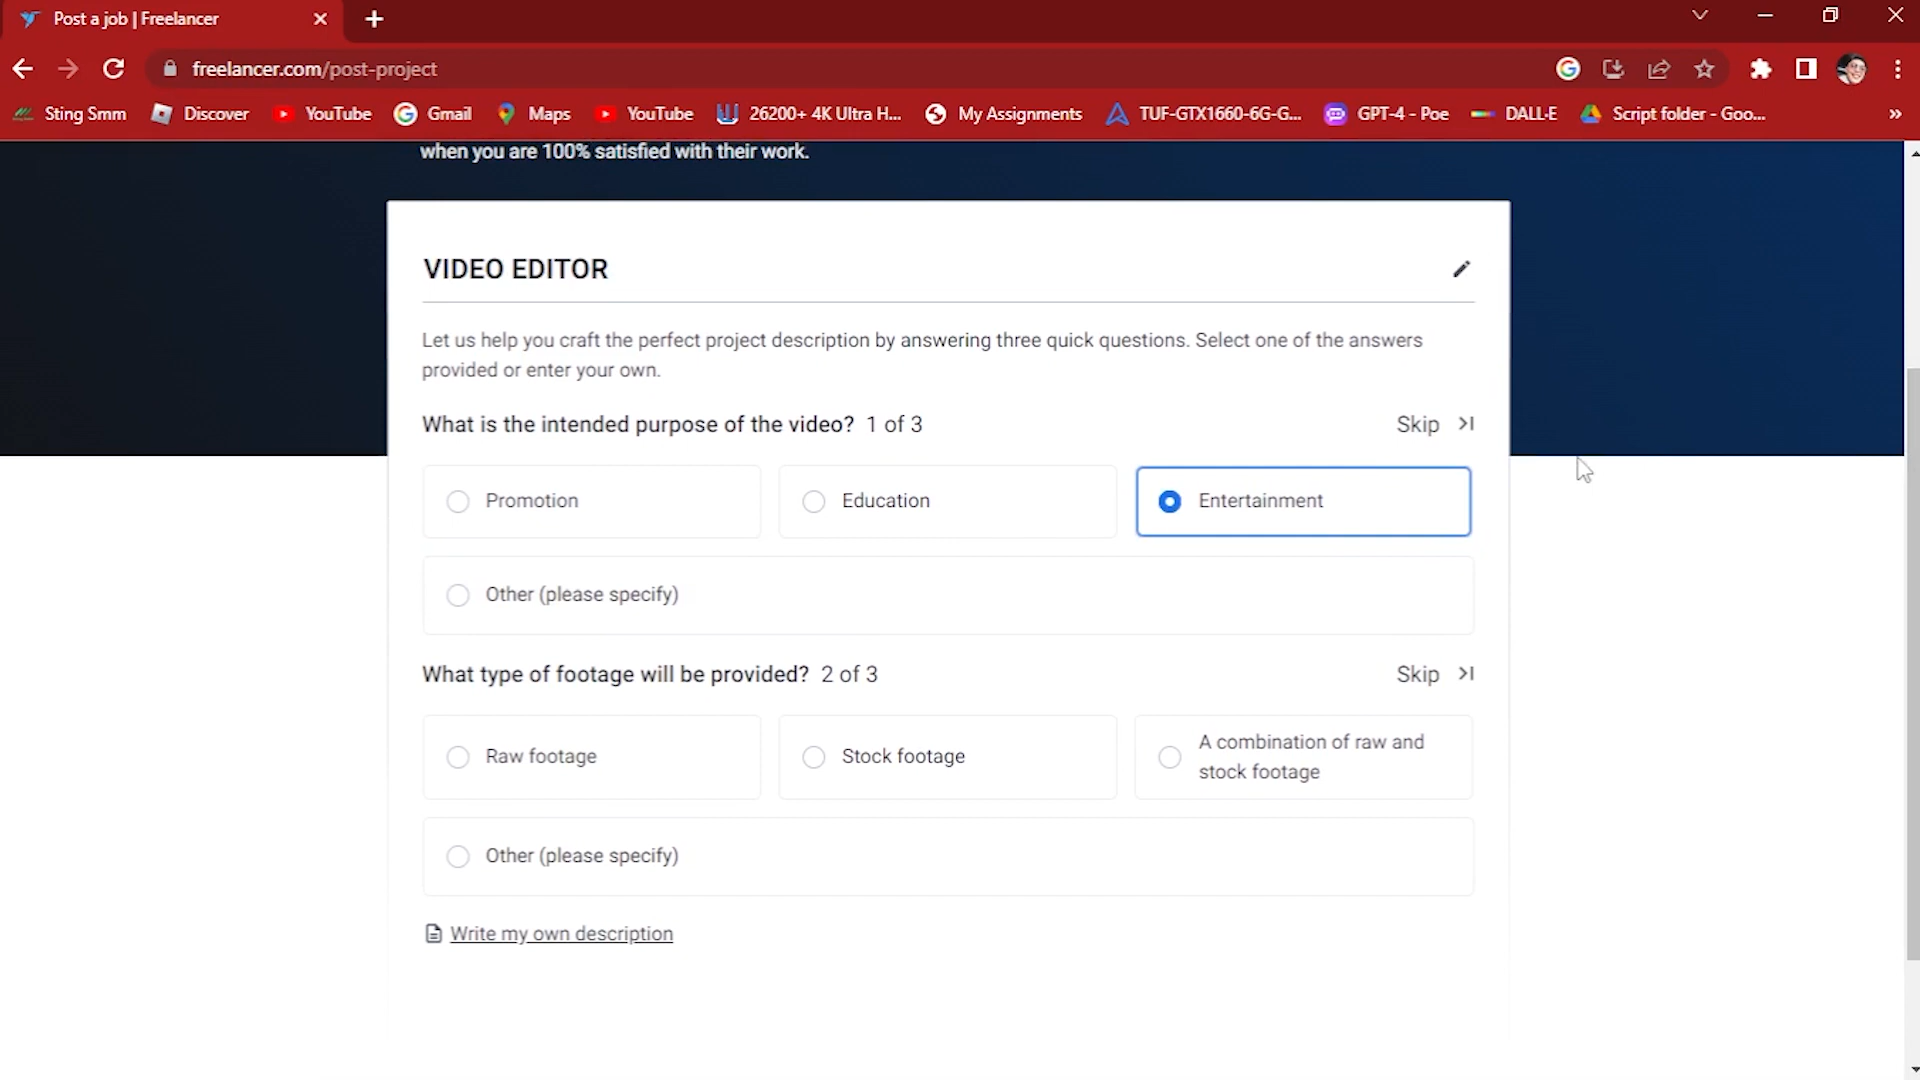 Post a job | Freelancer
freelancer.com/post-project
Sting Smm
Discover
YouTube
Gmail
Maps
YouTube
26200+ 4K Ultra H...
My Assignments
TUF-GTX1660-6G-G...
GPT-4 - Poe
DALL·E
Script folder - Goo...
when you are 100% satisfied with their work.
VIDEO EDITOR
Let us help you craft the perfect project description by answering three quick questions. Select one of the answers
provided or enter your own.
What is the intended purpose of the video? 1 of 3
Skip
Promotion
Education
Entertainment
Other (please specify)
What type of footage will be provided? 2 of 3
Skip
Raw footage
Stock footage
A combination of raw and
stock footage
Other (please specify)
Write my own description